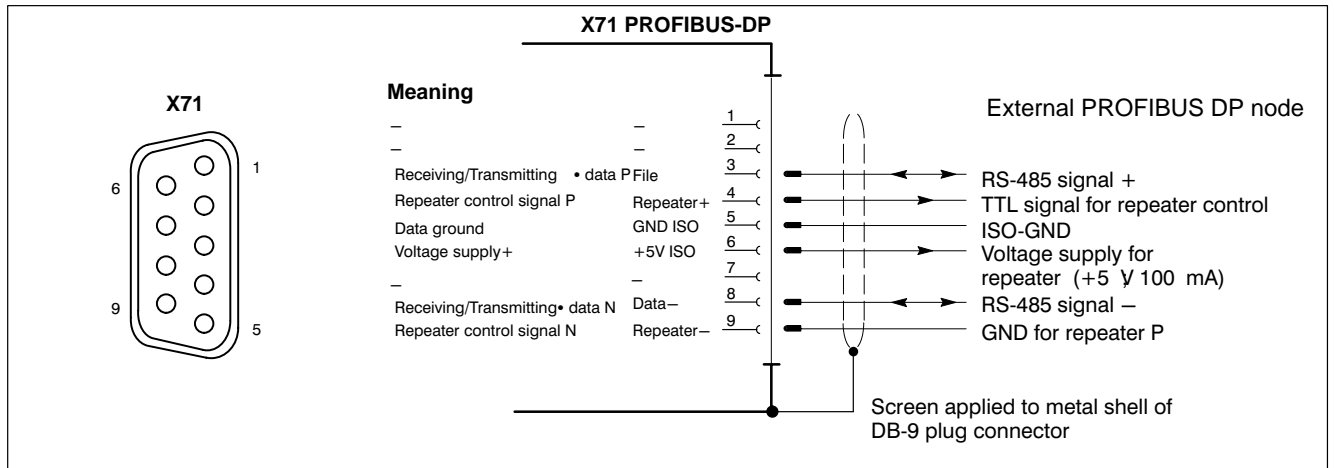 X71 PROFIBUS-DP
X71
Meaning
External PROFIBUS DP node
1
6
9
5
– – 1
– – 2
Receiving/Transmitting • data P File 3 RS-485 signal +
Repeater control signal P Repeater+ 4 TTL signal for repeater control
Data ground GND ISO 5 ISO-GND
Voltage supply+ +5V ISO 6 Voltage supply for
repeater (+5 V 100 mA)
– – 7
Receiving/Transmitting• data N Data– 8 RS-485 signal –
Repeater control signal N Repeater– 9 GND for repeater P
Screen applied to metal shell of
DB-9 plug connector